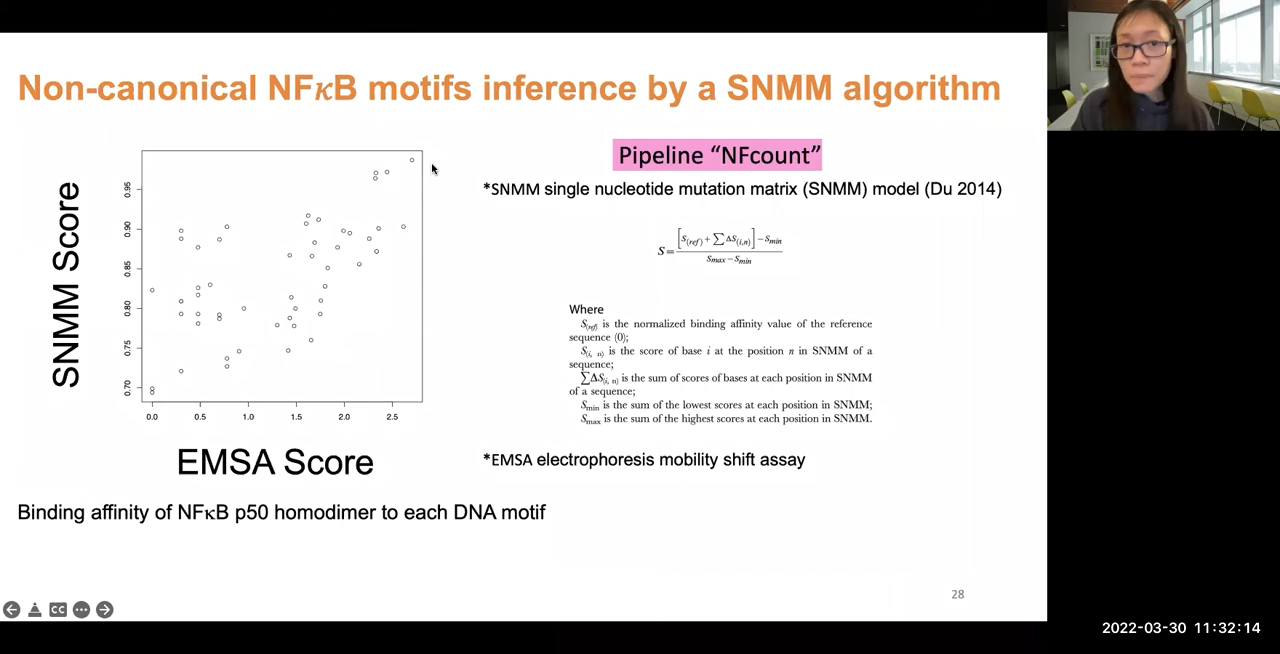 Non-canonical NFκB motifs inference by a SNMM algorithm
SNMM Score
0.95
0.90
0.85
0.80
0.75
0.70
0.0 0.5 1.0 1.5 2.0 2.5
EMSA Score
Binding affinity of NFκB p50 homodimer to each DNA motif
Pipeline “NFcount”
*SNMM single nucleotide mutation matrix (SNMM) model (Du 2014)
S = [S(ref) + ∑ΔS(i,n)] − Smin
Smax − Smin
Where
S(ref) is the normalized binding affinity value of the reference
sequence (0);
S(i, n) is the score of base i at the position n in SNMM of a
sequence;
∑ΔS(i, n) is the sum of scores of bases at each position in SNMM
of a sequence;
Smin is the sum of the lowest scores at each position in SNMM;
Smax is the sum of the highest scores at each position in SNMM.
*EMSA electrophoresis mobility shift assay
28
CC
2022-03-30 11:32:14